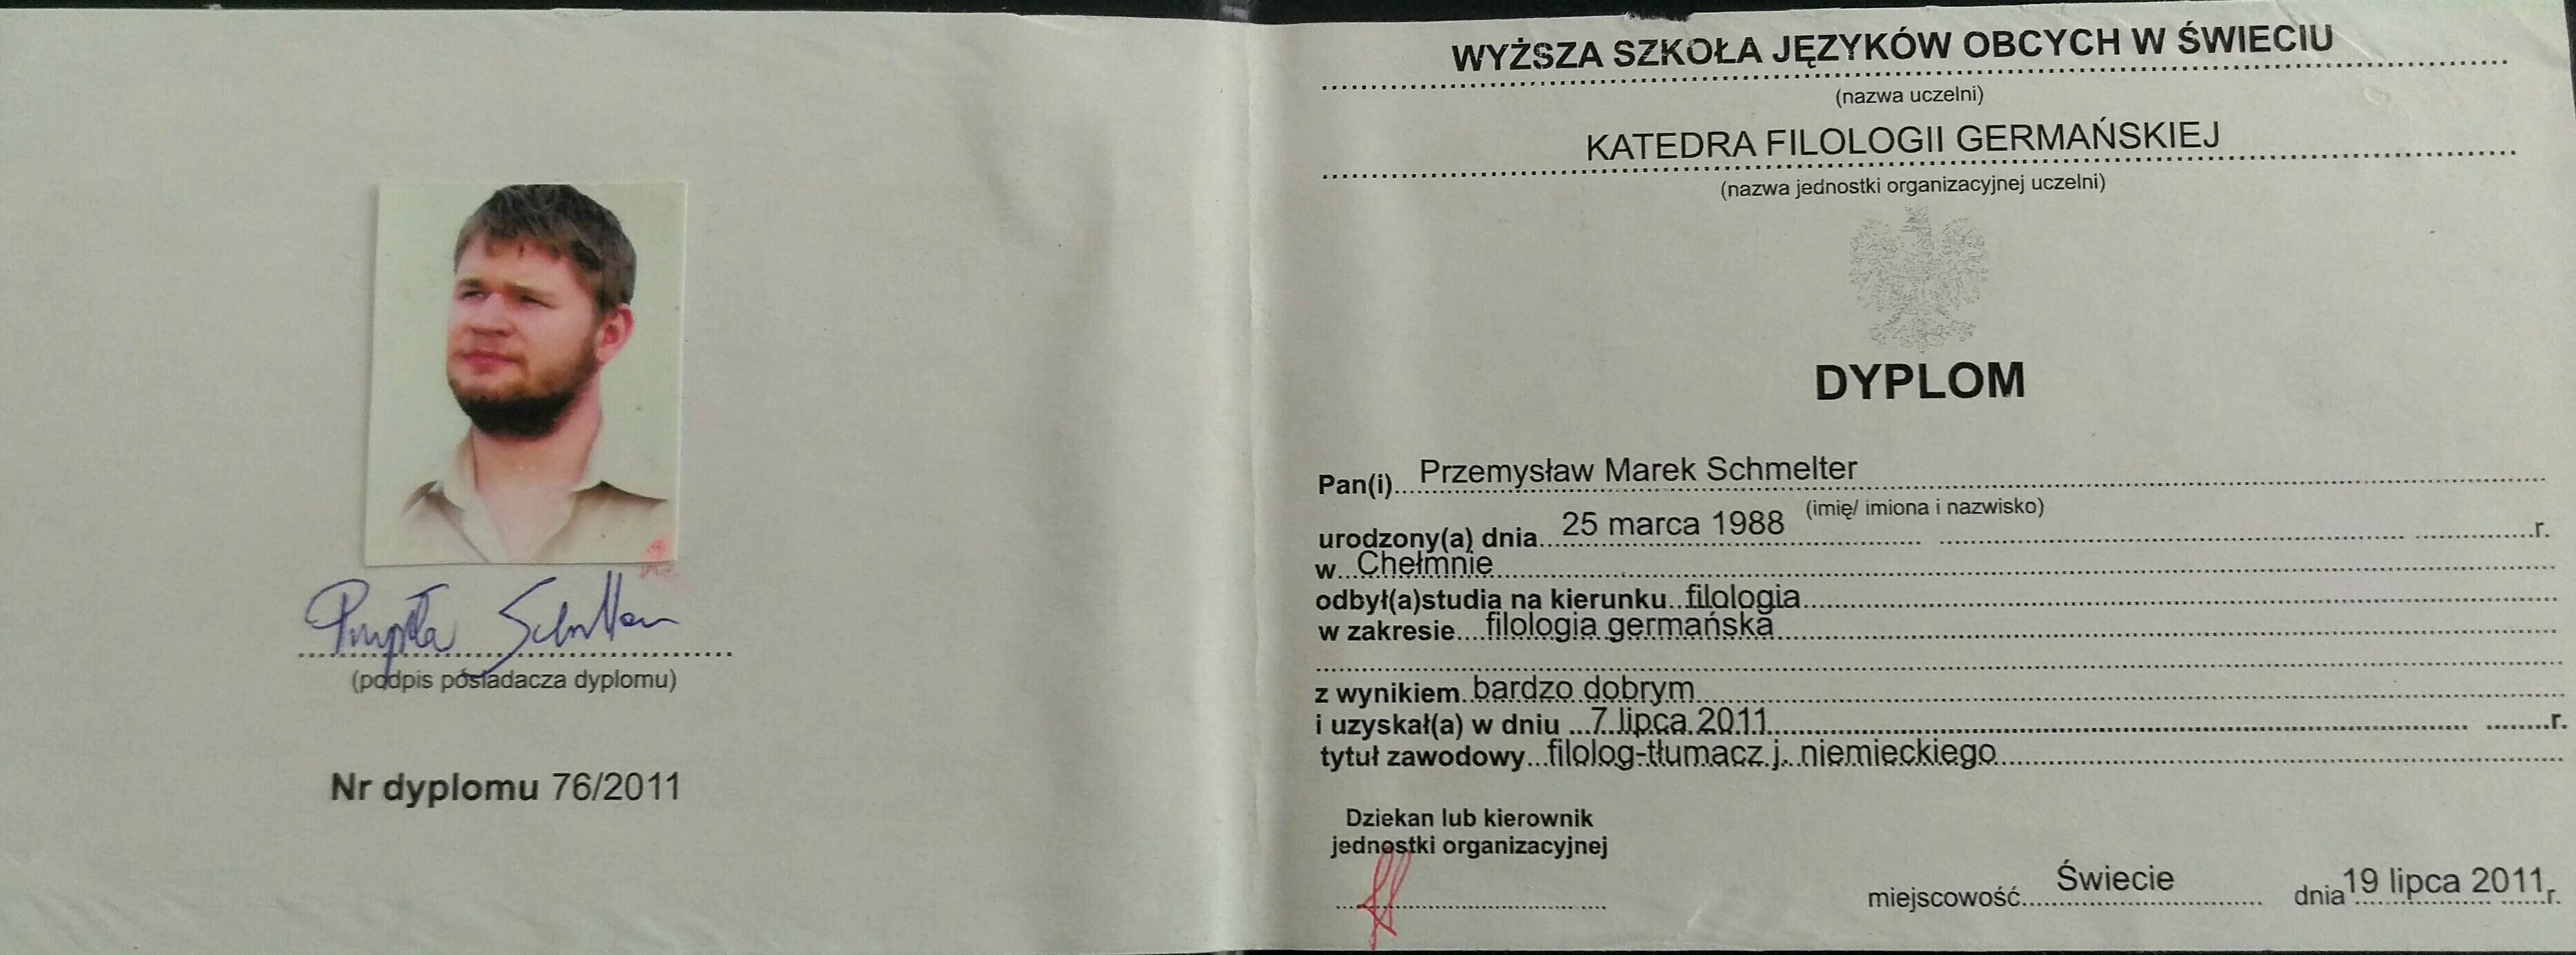 (podpis posiadacza dyplomu)
Nr dyplomu 76/2011
WYŻSZA SZKOŁA JĘZYKÓW OBCYCH W ŚWIECIU
(nazwa uczelni)
KATEDRA FILOLOGII GERMAŃSKIEJ
(nazwa jednostki organizacyjnej uczelni)
DYPLOM
Pan(i) Przemysław Marek Schmelter
(imię/ imiona i nazwisko)
urodzony(a) dnia 25 marca 1988 r.
w Chełmnie
odbył(a)studia na kierunku filologia
w zakresie filologia germańska
z wynikiem bardzo dobrym
i uzyskał(a) w dniu 7 lipca 2011 r.
tytuł zawodowy filolog-tłumacz j. niemieckiego
Dziekan lub kierownik
jednostki organizacyjnej
miejscowość Świecie dnia 19 lipca 2011 r.